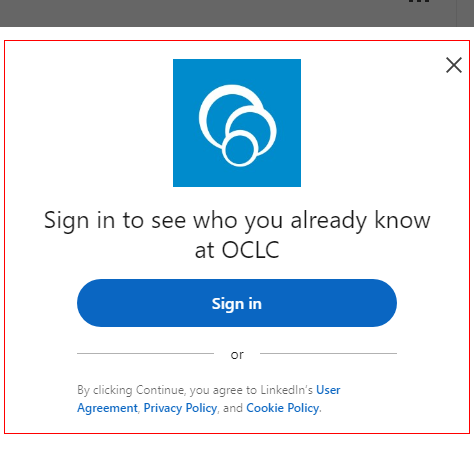 Sign in to see who you already know
at OCLC
Sign in
or
By clicking Continue, you agree to LinkedIn's User
Agreement, Privacy Policy, and Cookie Policy.